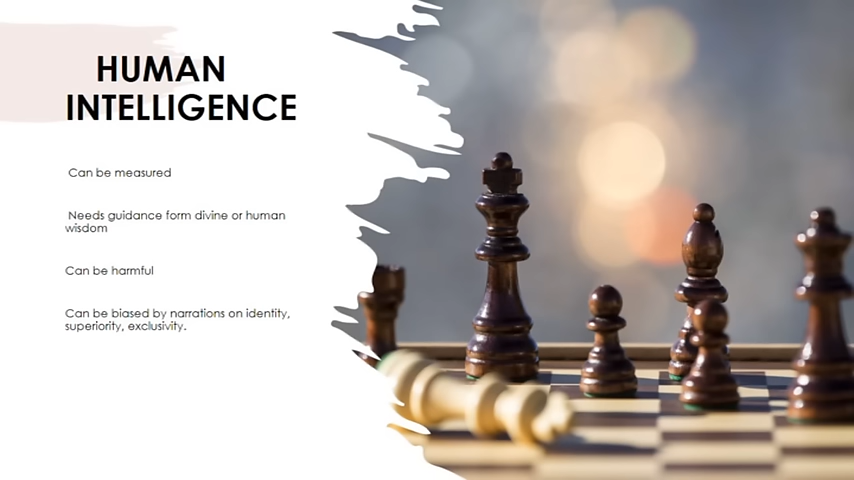 HUMAN
INTELLIGENCE
Can be measured
Needs guidance form divine or human
wisdom
Can be harmful
Can be biased by narrations on identity,
superiority, exclusivity.